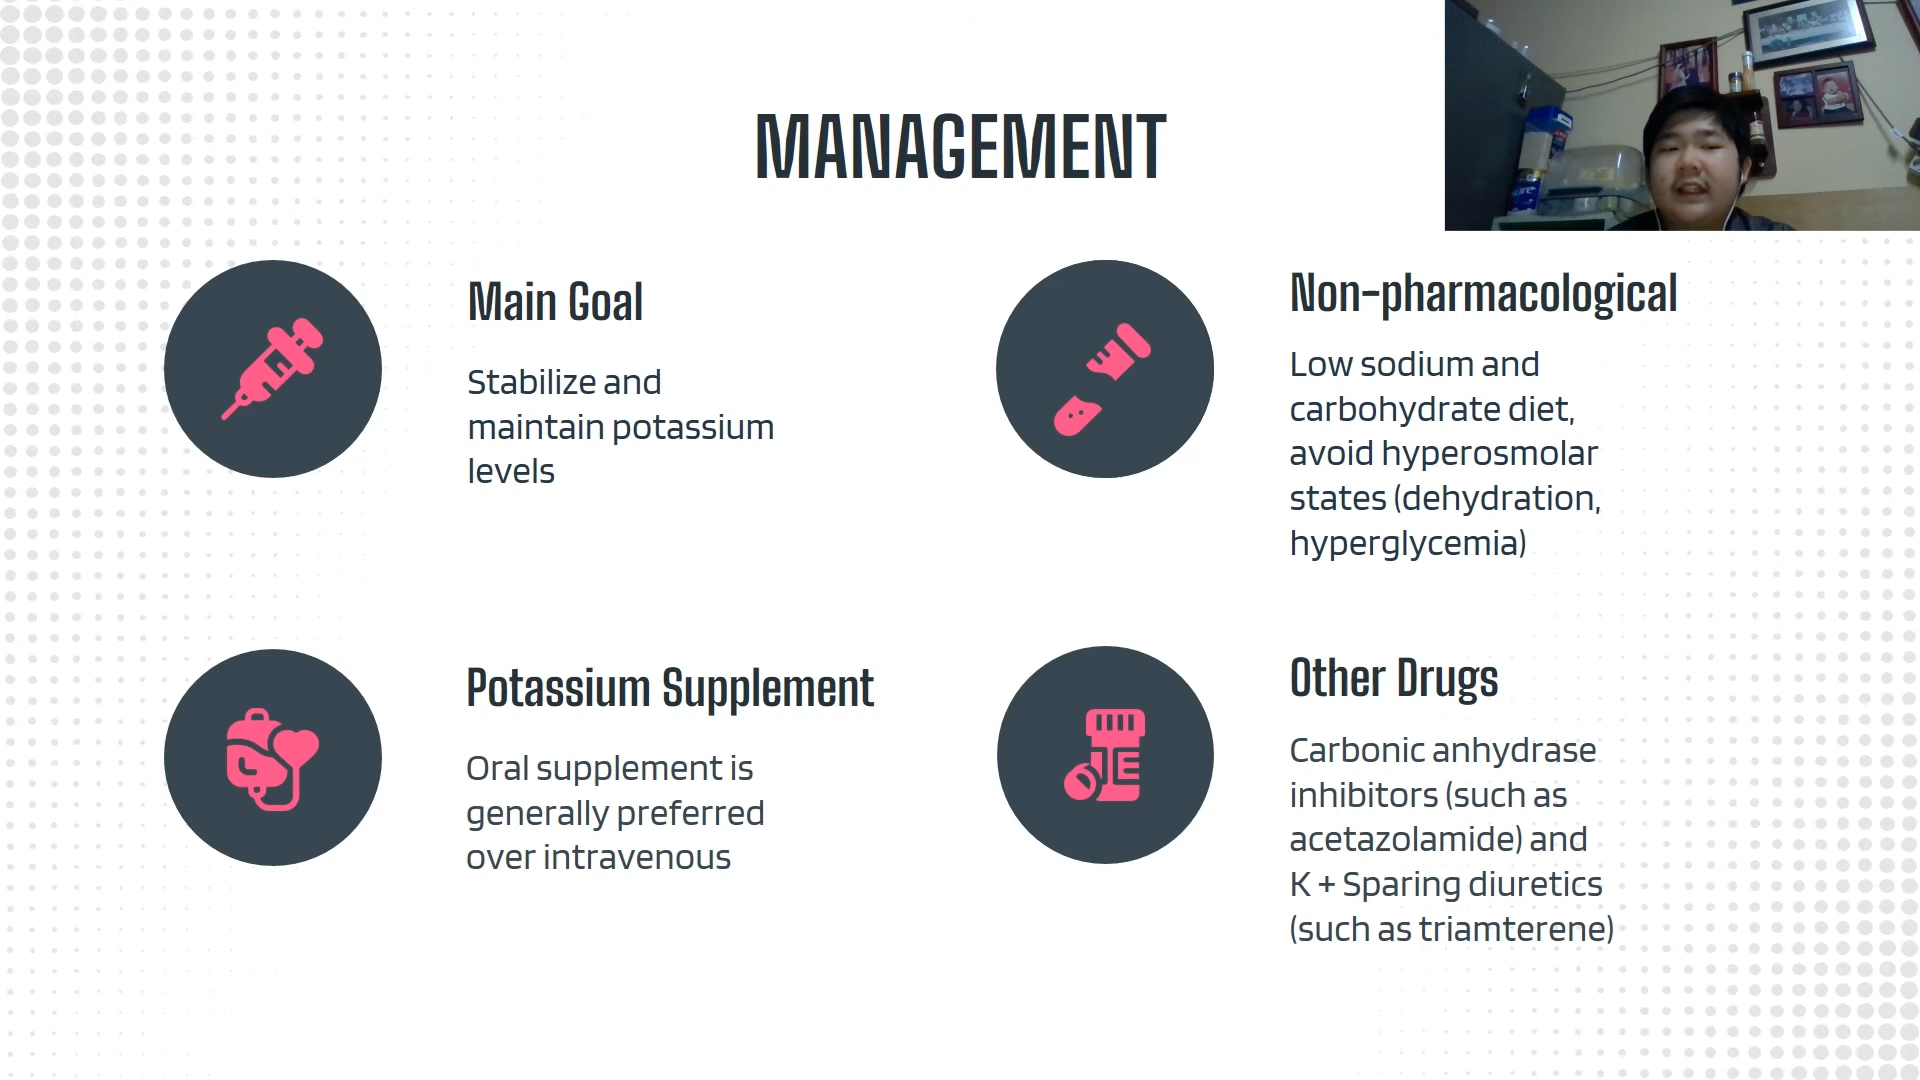 MANAGEMENT
Main Goal
Stabilize and
maintain potassium
levels
Non-pharmacological
Low sodium and
carbohydrate diet,
avoid hyperosmolar
states (dehydration,
hyperglycemia)
Potassium Supplement
Oral supplement is
generally preferred
over intravenous
Other Drugs
Carbonic anhydrase
inhibitors (such as
acetazolamide) and
K + Sparing diuretics
(such as triamterene)